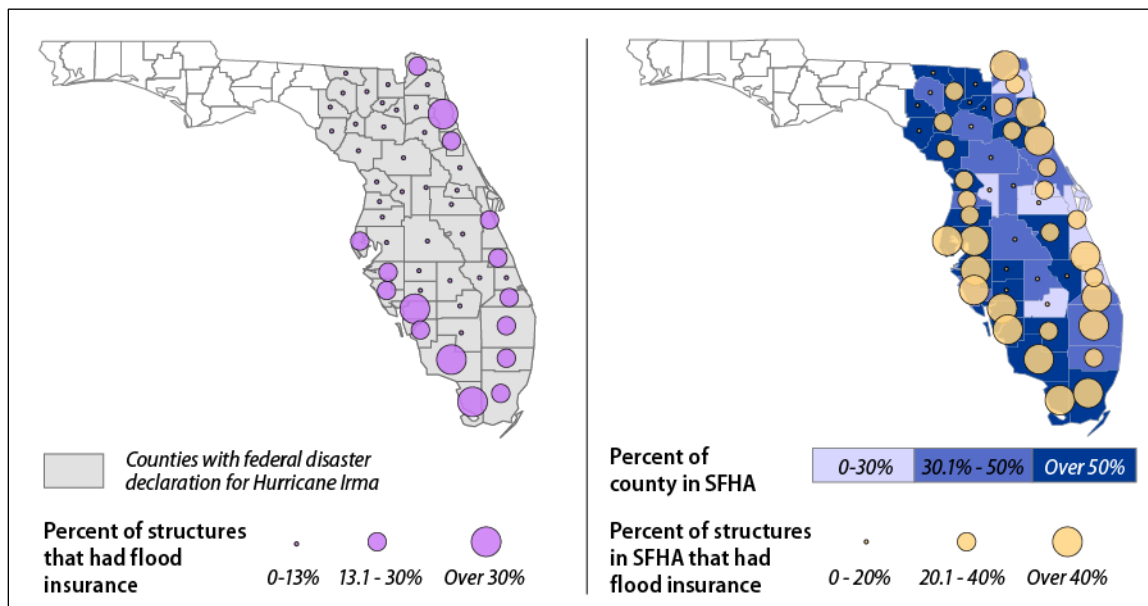 Counties with federal disaster
declaration for Hurricane Irma
Percent of structures
that had flood
insurance
0-13%
13.1 - 30%
Over 30%
Percent of
county in SFHA
0-30%
30.1% - 50%
Over 50%
Percent of structures
in SFHA that had
flood insurance
0 - 20%
20.1 - 40%
Over 40%